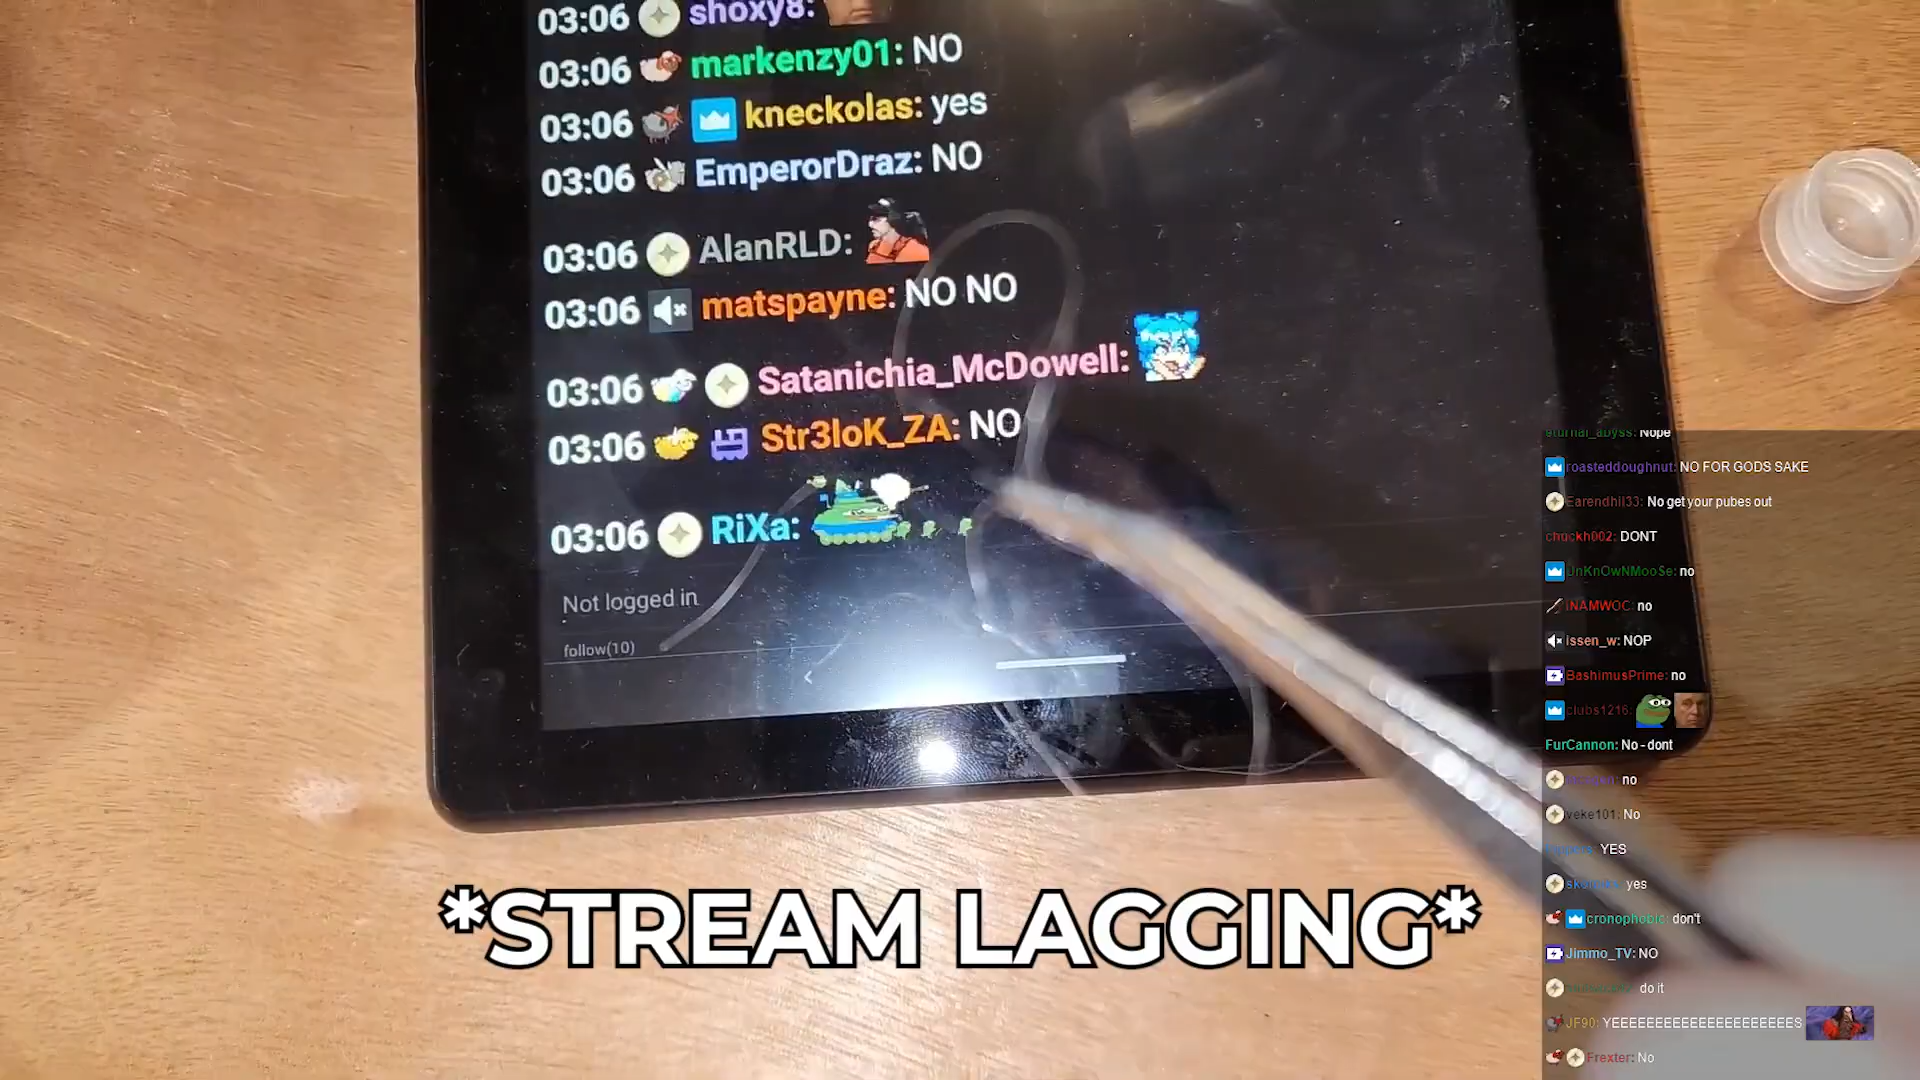 03:06 shoxy8:
03:06 markenzy01: NO
03:06 kneckolas: yes
03:06 EmperorDraz: NO
03:06 AlanRLD:
03:06 matspayne: NO NO
03:06 Satanichia_McDowell:
03:06 Str3loK_ZA: NO
03:06 RiXa:
Not logged in
follow(10)
*STREAM LAGGING*
eturnal_abyss: Nope
roasteddoughnut: NO FOR GODS SAKE
Earendhil33: No get your pubes out
chuckh002: DONT
UnKnOwNMooSe: no
INAMWOC: no
issen_w: NOP
BashimusPrime: no
clubs1216:
FurCannon: No - dont
no
veke101: No
YES
yes
cronophobic: don't
Jimmo_TV: NO
do it
JF90: YEEEEEEEEEEEEEEEEEEEEEES
Frexter: No